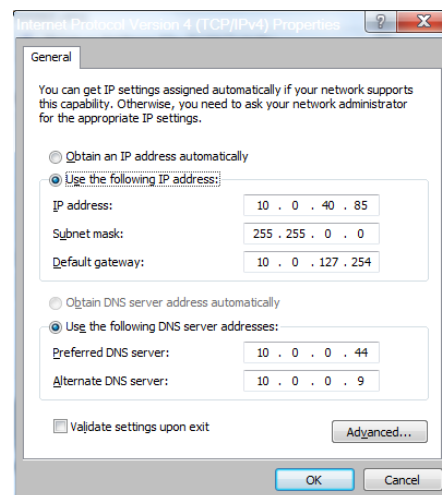 Internet Protocol Version 4 (TCP/IPv4) Properties
General
You can get IP settings assigned automatically if your network supports
this capability. Otherwise, you need to ask your network administrator
for the appropriate IP settings.
Obtain an IP address automatically
Use the following IP address:
IP address: 10 . 0 . 40 . 85
Subnet mask: 255 . 255 . 0 . 0
Default gateway: 10 . 0 . 127 . 254
Obtain DNS server address automatically
Use the following DNS server addresses:
Preferred DNS server: 10 . 0 . 0 . 44
Alternate DNS server: 10 . 0 . 0 . 9
Validate settings upon exit
Advanced...
OK Cancel